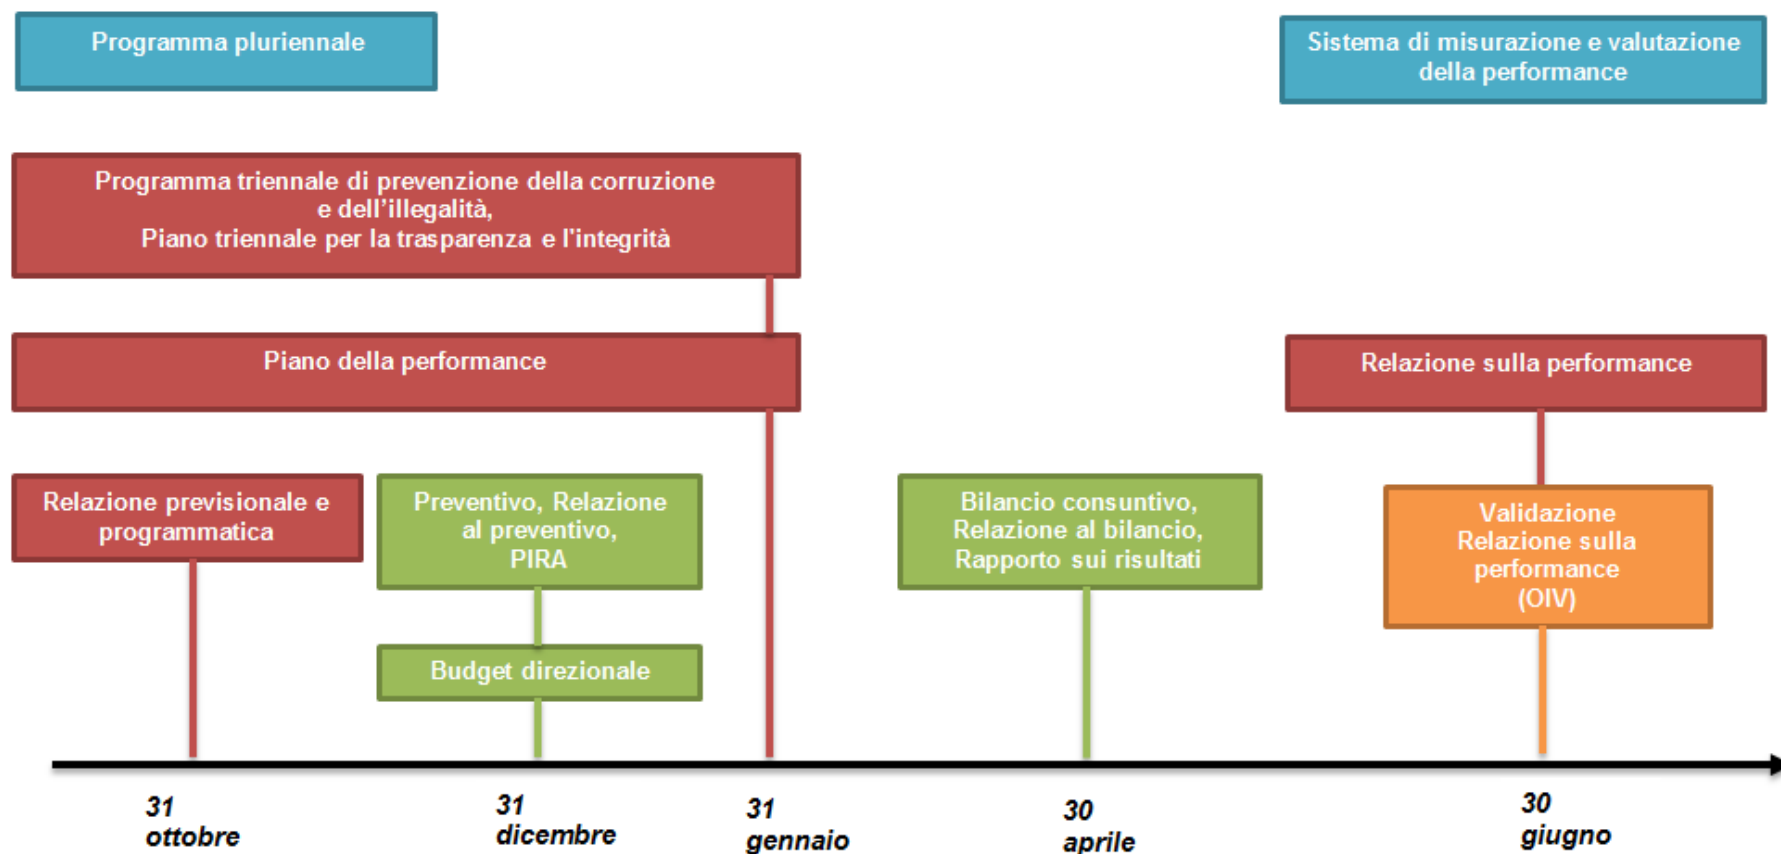 Programma pluriennale
Sistema di misurazione e valutazione
della performance
Programma triennale di prevenzione della corruzione
e dell’illegalità,
Piano triennale per la trasparenza e l'integrità
Piano della performance
Relazione sulla performance
Relazione previsionale e
programmatica
Preventivo, Relazione
al preventivo,
PIRA
Bilancio consuntivo,
Relazione al bilancio,
Rapporto sui risultati
Validazione
Relazione sulla
performance
(OIV)
Budget direzionale
31
ottobre
31
dicembre
31
gennaio
30
aprile
30
giugno